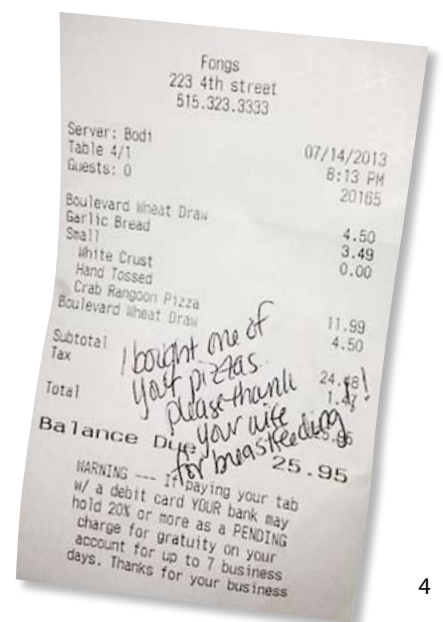 Fongs
223 4th street
515.323.3333
Server: Bodi 07/14/2013
Table 4/1 8:13 PM
Guests: 0 20165
Boulevard Wheat Draw 4.50
Garlic Bread 3.49
Small 0.00
White Crust
Hand Tossed
Crab Rangoon Pizza 11.99
Boulevard Wheat Draw 4.50
Subtotal 24.48
Tax
Total
Balance Due 25.95
I bought one of
your pizzas.
please thank
your wife
for breastfeeding!
WARNING --- If paying your tab
w/ a debit card YOUR bank may
hold 20% or more as a PENDING
charge for gratuity on your
account for up to 7 business
days. Thanks for your business
4